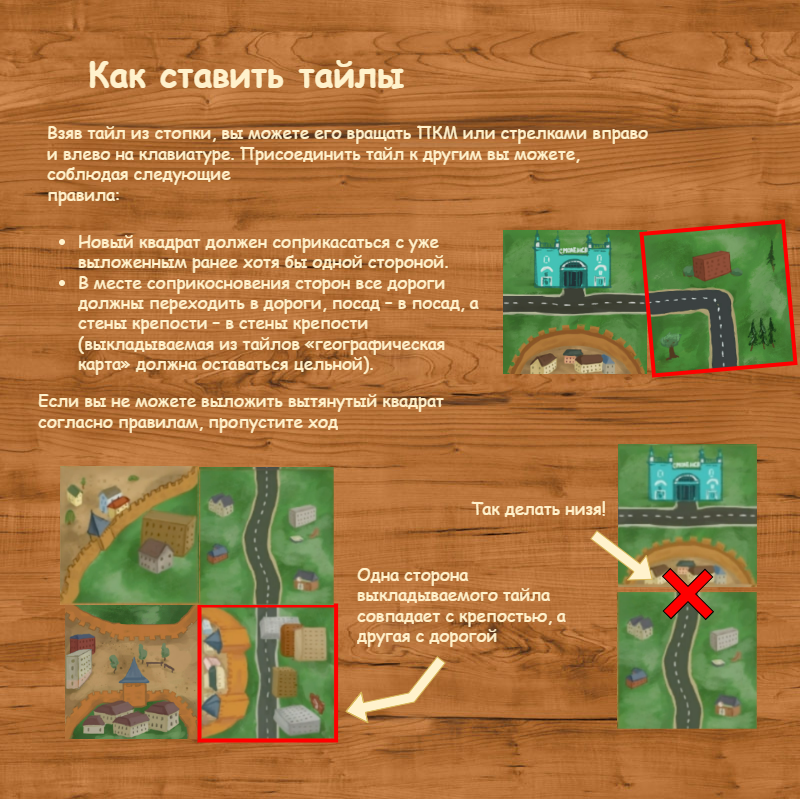 Как ставить тайлы
Взяв тайл из стопки, вы можете его вращать ПКМ или стрелками вправо
и влево на клавиатуре. Присоединить тайл к другим вы можете,
соблюдая следующие
правила:
• Новый квадрат должен соприкасаться с уже
выложенным ранее хотя бы одной стороной.
• В месте соприкосновения сторон все дороги
должны переходить в дороги, посад – в посад, а
стены крепости – в стены крепости
(выкладываемая из тайлов «географическая
карта» должна оставаться цельной).
СМОЛЕНСК
Если вы не можете выложить вытянутый квадрат
согласно правилам, пропустите ход
СМОЛЕНСК
Так делать низя!
Одна сторона
выкладываемого тайла
совпадает с крепостью, а
другая с дорогой